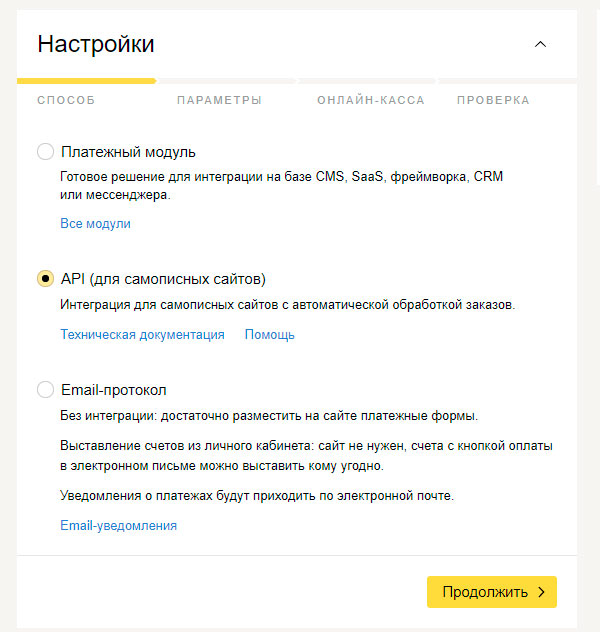 Настройки
СПОСОБ ПАРАМЕТРЫ ОНЛАЙН-КАССА ПРОВЕРКА
Платежный модуль
Готовое решение для интеграции на базе CMS, SaaS, фреймворка, CRM
или мессенджера.
Все модули
API (для самописных сайтов)
Интеграция для самописных сайтов с автоматической обработкой заказов.
Техническая документация Помощь
Email-протокол
Без интеграции: достаточно разместить на сайте платежные формы.
Выставление счетов из личного кабинета: сайт не нужен, счета с кнопкой оплаты
в электронном письме можно выставить кому угодно.
Уведомления о платежах будут приходить по электронной почте.
Email-уведомления
Продолжить